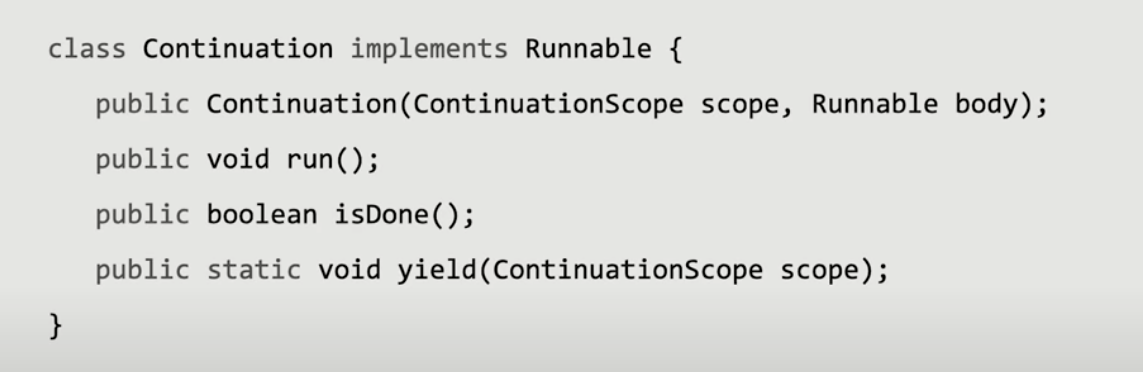 class Continuation implements Runnable {
public Continuation(ContinuationScope scope, Runnable body);
public void run();
public boolean isDone();
public static void yield(ContinuationScope scope);
}